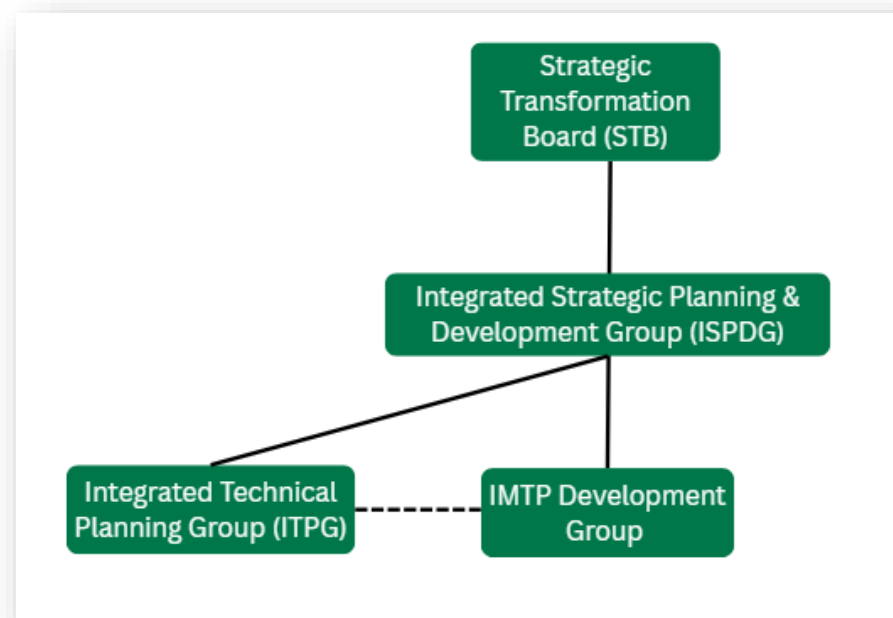 Strategic
Transformation
Board (STB)
Integrated Strategic Planning &
Development Group (ISPDG)
Integrated Technical
Planning Group (ITPG)
IMTP Development
Group